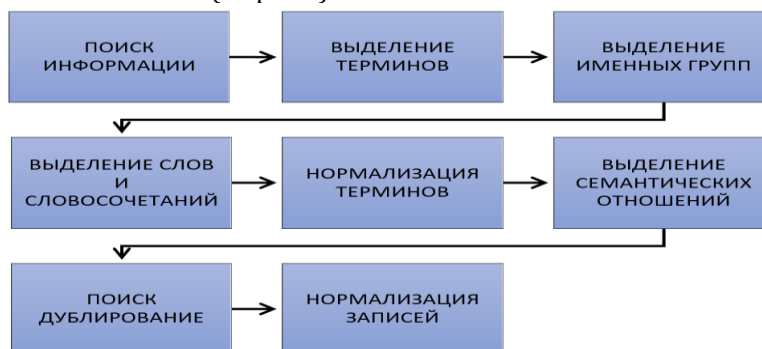 ПОИСК
ИНФОРМАЦИИ
ВЫДЕЛЕНИЕ
ТЕРМИНОВ
ВЫДЕЛЕНИЕ
ИМЕННЫХ ГРУПП
ВЫДЕЛЕНИЕ СЛОВ
И
СЛОВОСОЧЕТАНИЙ
НОРМАЛИЗАЦИЯ
ТЕРМИНОВ
ВЫДЕЛЕНИЕ
СЕМАНТИЧЕСКИХ
ОТНОШЕНИЙ
ПОИСК
ДУБЛИРОВАНИЕ
НОРМАЛИЗАЦИЯ
ЗАПИСЕЙ